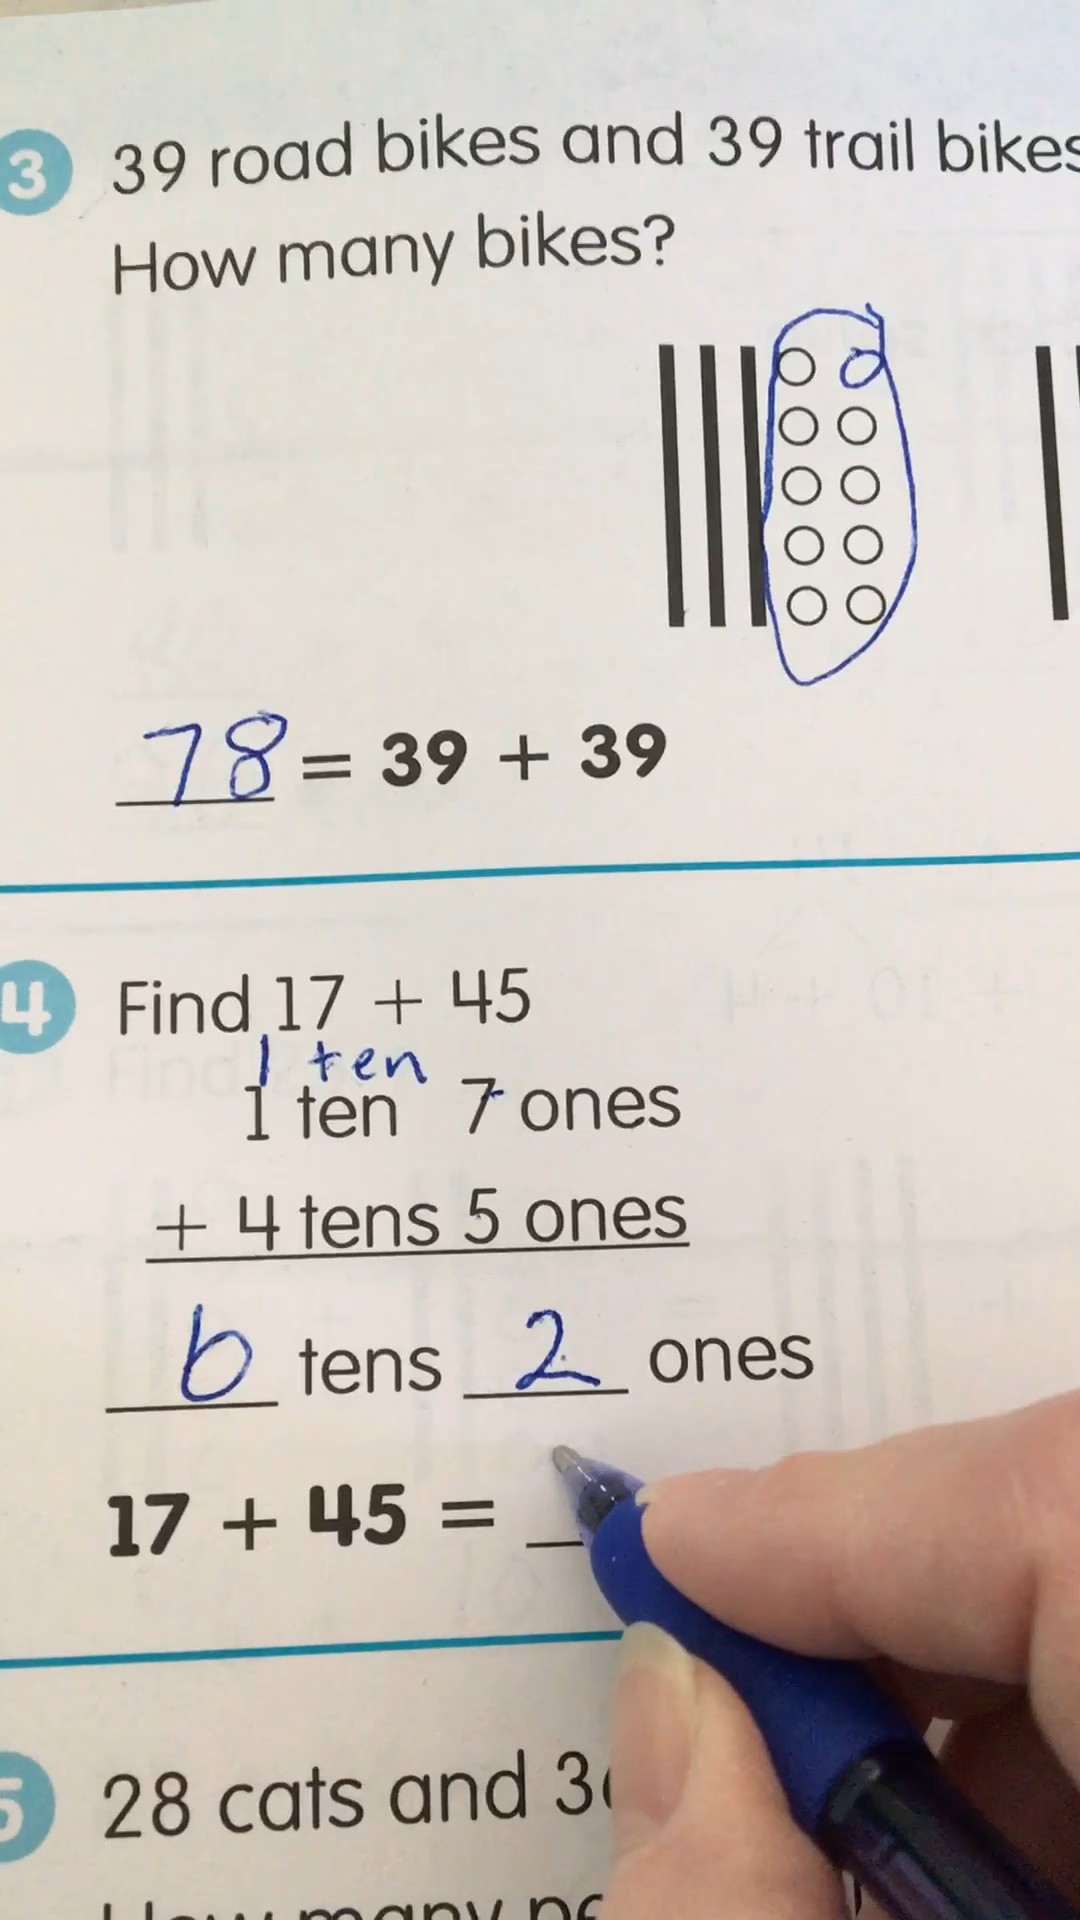 3 39 road bikes and 39 trail bikes
How many bikes?
78 = 39 + 39
4 Find 17 + 45
1 ten
1 ten 7 ones
+ 4 tens 5 ones
6 tens 2 ones
17 + 45 =
5 28 cats and
How many